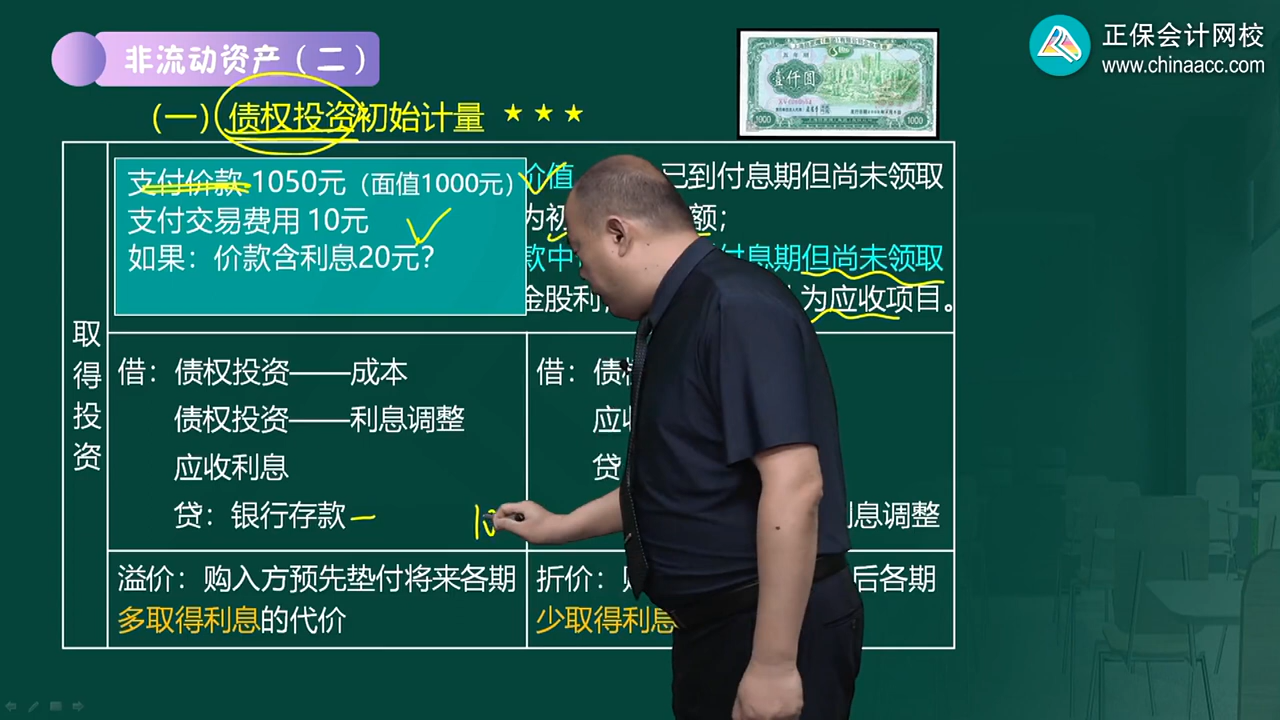 非流动资产（二）
正保会计网校
www.chinaacc.com
（一）债权投资初始计量 ★★★
壹仟圆
1000
1000
支付价款 1050元（面值1000元）
支付交易费用 10元
如果：价款含利息20元？
价值
已到付息期但尚未领取
为初
额；
款中
付息期但尚未领取
金股利，
为应收项目。
取得投资
借：债权投资——成本
债权投资——利息调整
应收利息
贷：银行存款
借：债
应收
贷
息调整
溢价：购入方预先垫付将来各期
多取得利息的代价
折价：
后各期
少取得利息